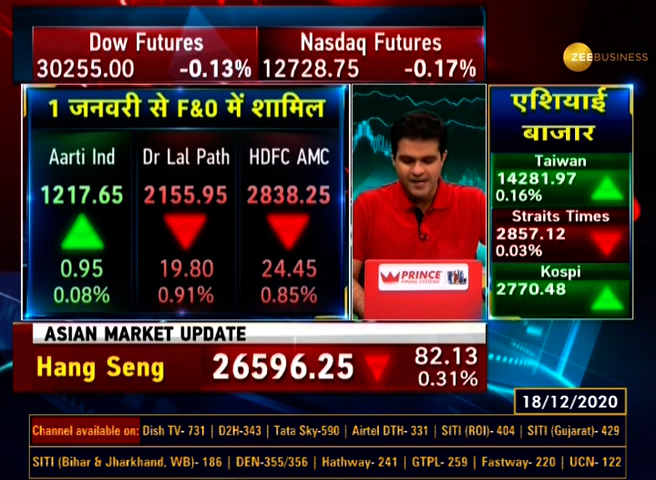 Dow Futures
30255.00 -0.13%
Nasdaq Futures
12728.75 -0.17%
ZEEBUSINESS
1 जनवरी से F&O में शामिल
Aarti Ind
1217.65
0.95
0.08%
Dr Lal Path
2155.95
19.80
0.91%
HDFC AMC
2838.25
24.45
0.85%
PRINCE
PIPING SYSTEMS
एशियाई
बाजार
Taiwan
14281.97
0.16%
Straits Times
2857.12
0.03%
Kospi
2770.48
ASIAN MARKET UPDATE
Hang Seng 26596.25 82.13
0.31%
18/12/2020
Channel available on: Dish TV- 731 | D2H-343 | Tata Sky-590 | Airtel DTH- 331 | SITI (ROI)- 404 | SITI (Gujarat)- 429
SITI (Bihar & Jharkhand, WB)- 186 | DEN-355/356 | Hathway- 241 | GTPL- 259 | Fastway- 220 | UCN- 122